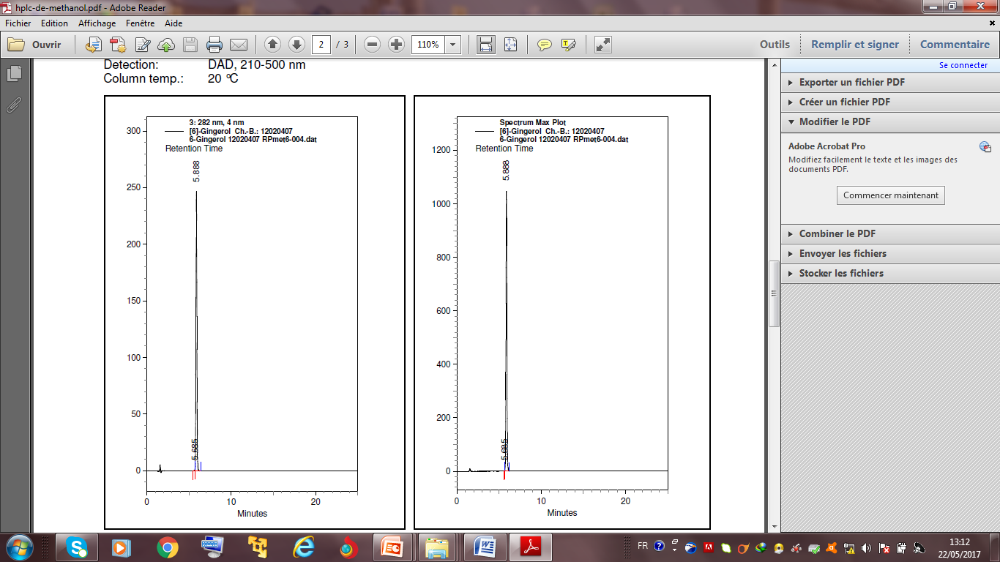 hplc-de-methanol.pdf - Adobe Reader
Fichier Edition Affichage Fenêtre Aide
Ouvrir 2 / 3 110% Outils Remplir et signer Commentaire
Detection: DAD, 210-500 nm
Column temp.: 20 °C
3: 282 nm, 4 nm
[6]-Gingerol Ch.-B.: 12020407
6-Gingerol 12020407 RPmet6-004.dat
Retention Time
5.888
5.685
300
250
200
150
100
50
0
0 10 20
Minutes
Spectrum Max Plot
[6]-Gingerol Ch.-B.: 12020407
6-Gingerol 12020407 RPmet6-004.dat
Retention Time
5.888
5.685
1200
1000
800
600
400
200
0
0 10 20
Minutes
Se connecter
Exporter un fichier PDF
Créer un fichier PDF
Modifier le PDF
Adobe Acrobat Pro
Modifiez facilement le texte et les images des
documents PDF.
Commencer maintenant
Combiner le PDF
Envoyer les fichiers
Stocker les fichiers
FR
13:12
22/05/2017